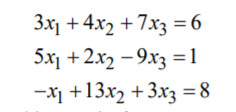 3x₁ + 4x₂ + 7x₃ = 6
5x₁ + 2x₂ − 9x₃ = 1
−x₁ + 13x₂ + 3x₃ = 8